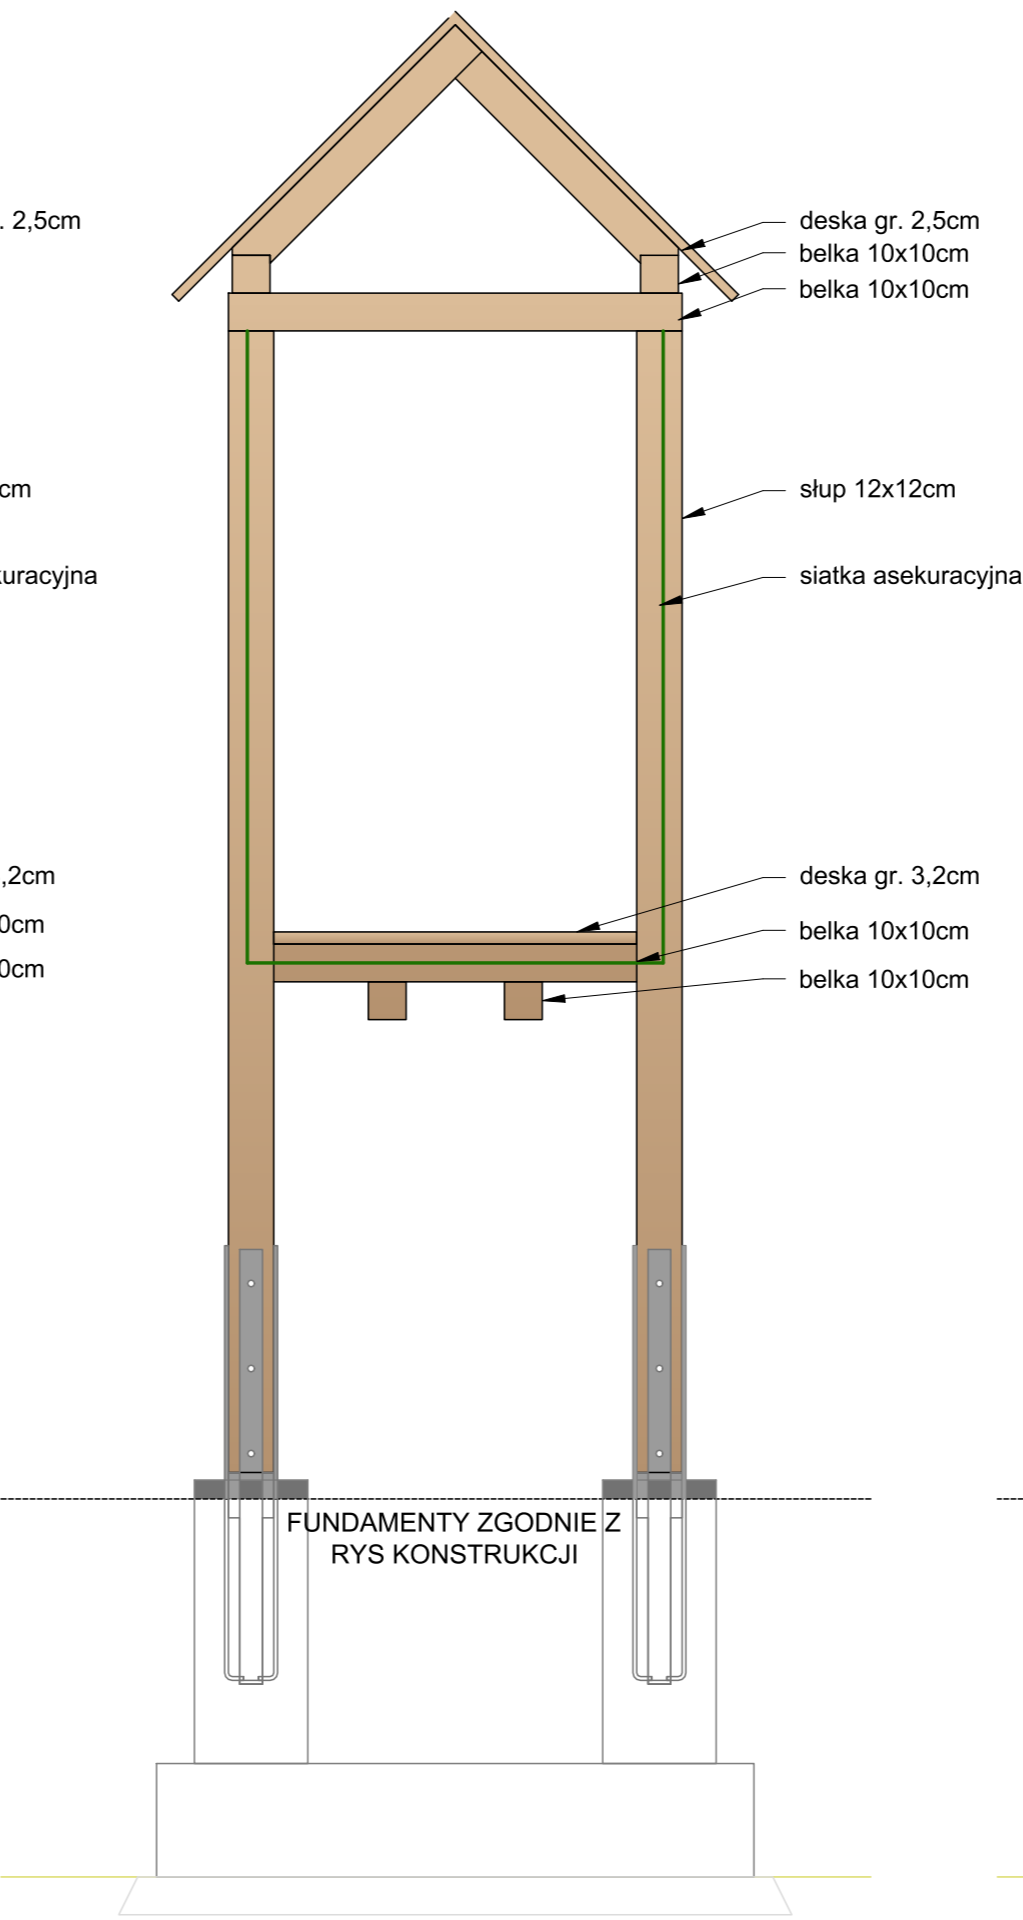 . 2,5cm
deska gr. 2,5cm
belka 10x10cm
belka 10x10cm
cm
słup 12x12cm
kuracyjna
siatka asekuracyjna
,2cm
deska gr. 3,2cm
0cm
belka 10x10cm
0cm
belka 10x10cm
FUNDAMENTY ZGODNIE Z
RYS KONSTRUKCJI